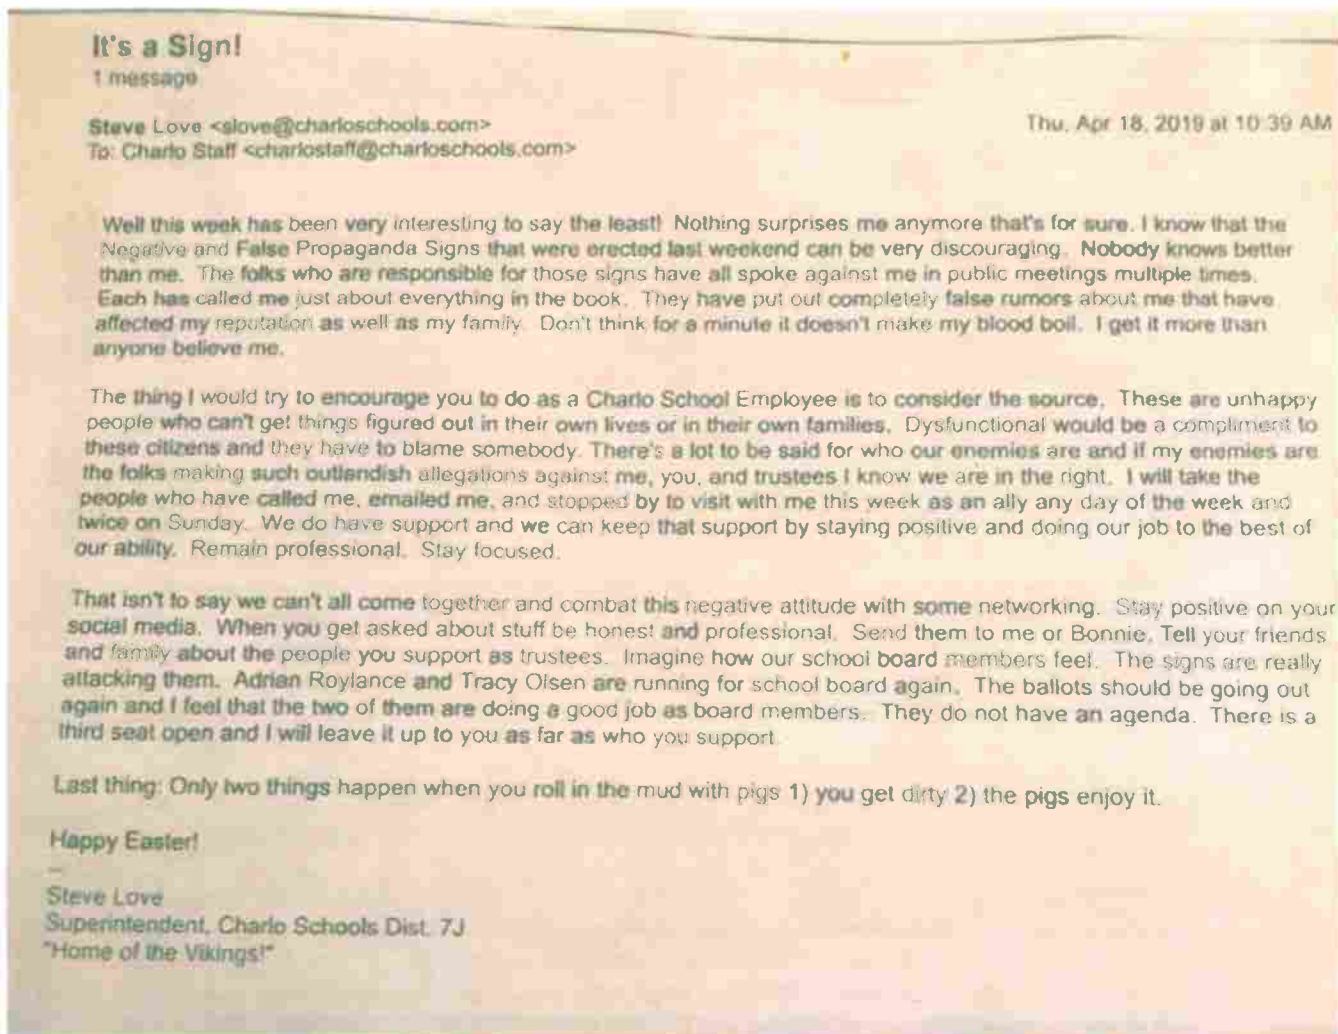 It's a Sign!
1 message
Steve Love <slove@charloschools.com>
Thu, Apr 18, 2019 at 10:39 AM
To: Charlo Staff <charlostaff@charloschools.com>
Well this week has been very interesting to say the least! Nothing surprises me anymore that's for sure. I know that the
Negative and False Propaganda Signs that were erected last weekend can be very discouraging. Nobody knows better
than me. The folks who are responsible for those signs have all spoke against me in public meetings multiple times.
Each has called me just about everything in the book. They have put out completely false rumors about me that have
affected my reputation as well as my family. Don't think for a minute it doesn't make my blood boil. I get it more than
anyone believe me.
The thing I would try to encourage you to do as a Charlo School Employee is to consider the source. These are unhappy
people who can't get things figured out in their own lives or in their own families. Dysfunctional would be a compliment to
these citizens and they have to blame somebody. There's a lot to be said for who our enemies are and if my enemies are
the folks making such outlandish allegations against me, you, and trustees I know we are in the right. I will take the
people who have called me, emailed me, and stopped by to visit with me this week as an ally any day of the week and
twice on Sunday. We do have support and we can keep that support by staying positive and doing our job to the best of
our ability. Remain professional. Stay focused.
That isn't to say we can't all come together and combat this negative attitude with some networking. Stay positive on your
social media. When you get asked about stuff be honest and professional. Send them to me or Bonnie. Tell your friends
and family about the people you support as trustees. Imagine how our school board members feel. The signs are really
attacking them. Adrian Roylance and Tracy Olsen are running for school board again. The ballots should be going out
again and I feel that the two of them are doing a good job as board members. They do not have an agenda. There is a
third seat open and I will leave it up to you as far as who you support.
Last thing: Only two things happen when you roll in the mud with pigs 1) you get dirty 2) the pigs enjoy it.
Happy Easter!
--
Steve Love
Superintendent, Charlo Schools Dist. 7J
"Home of the Vikings!"